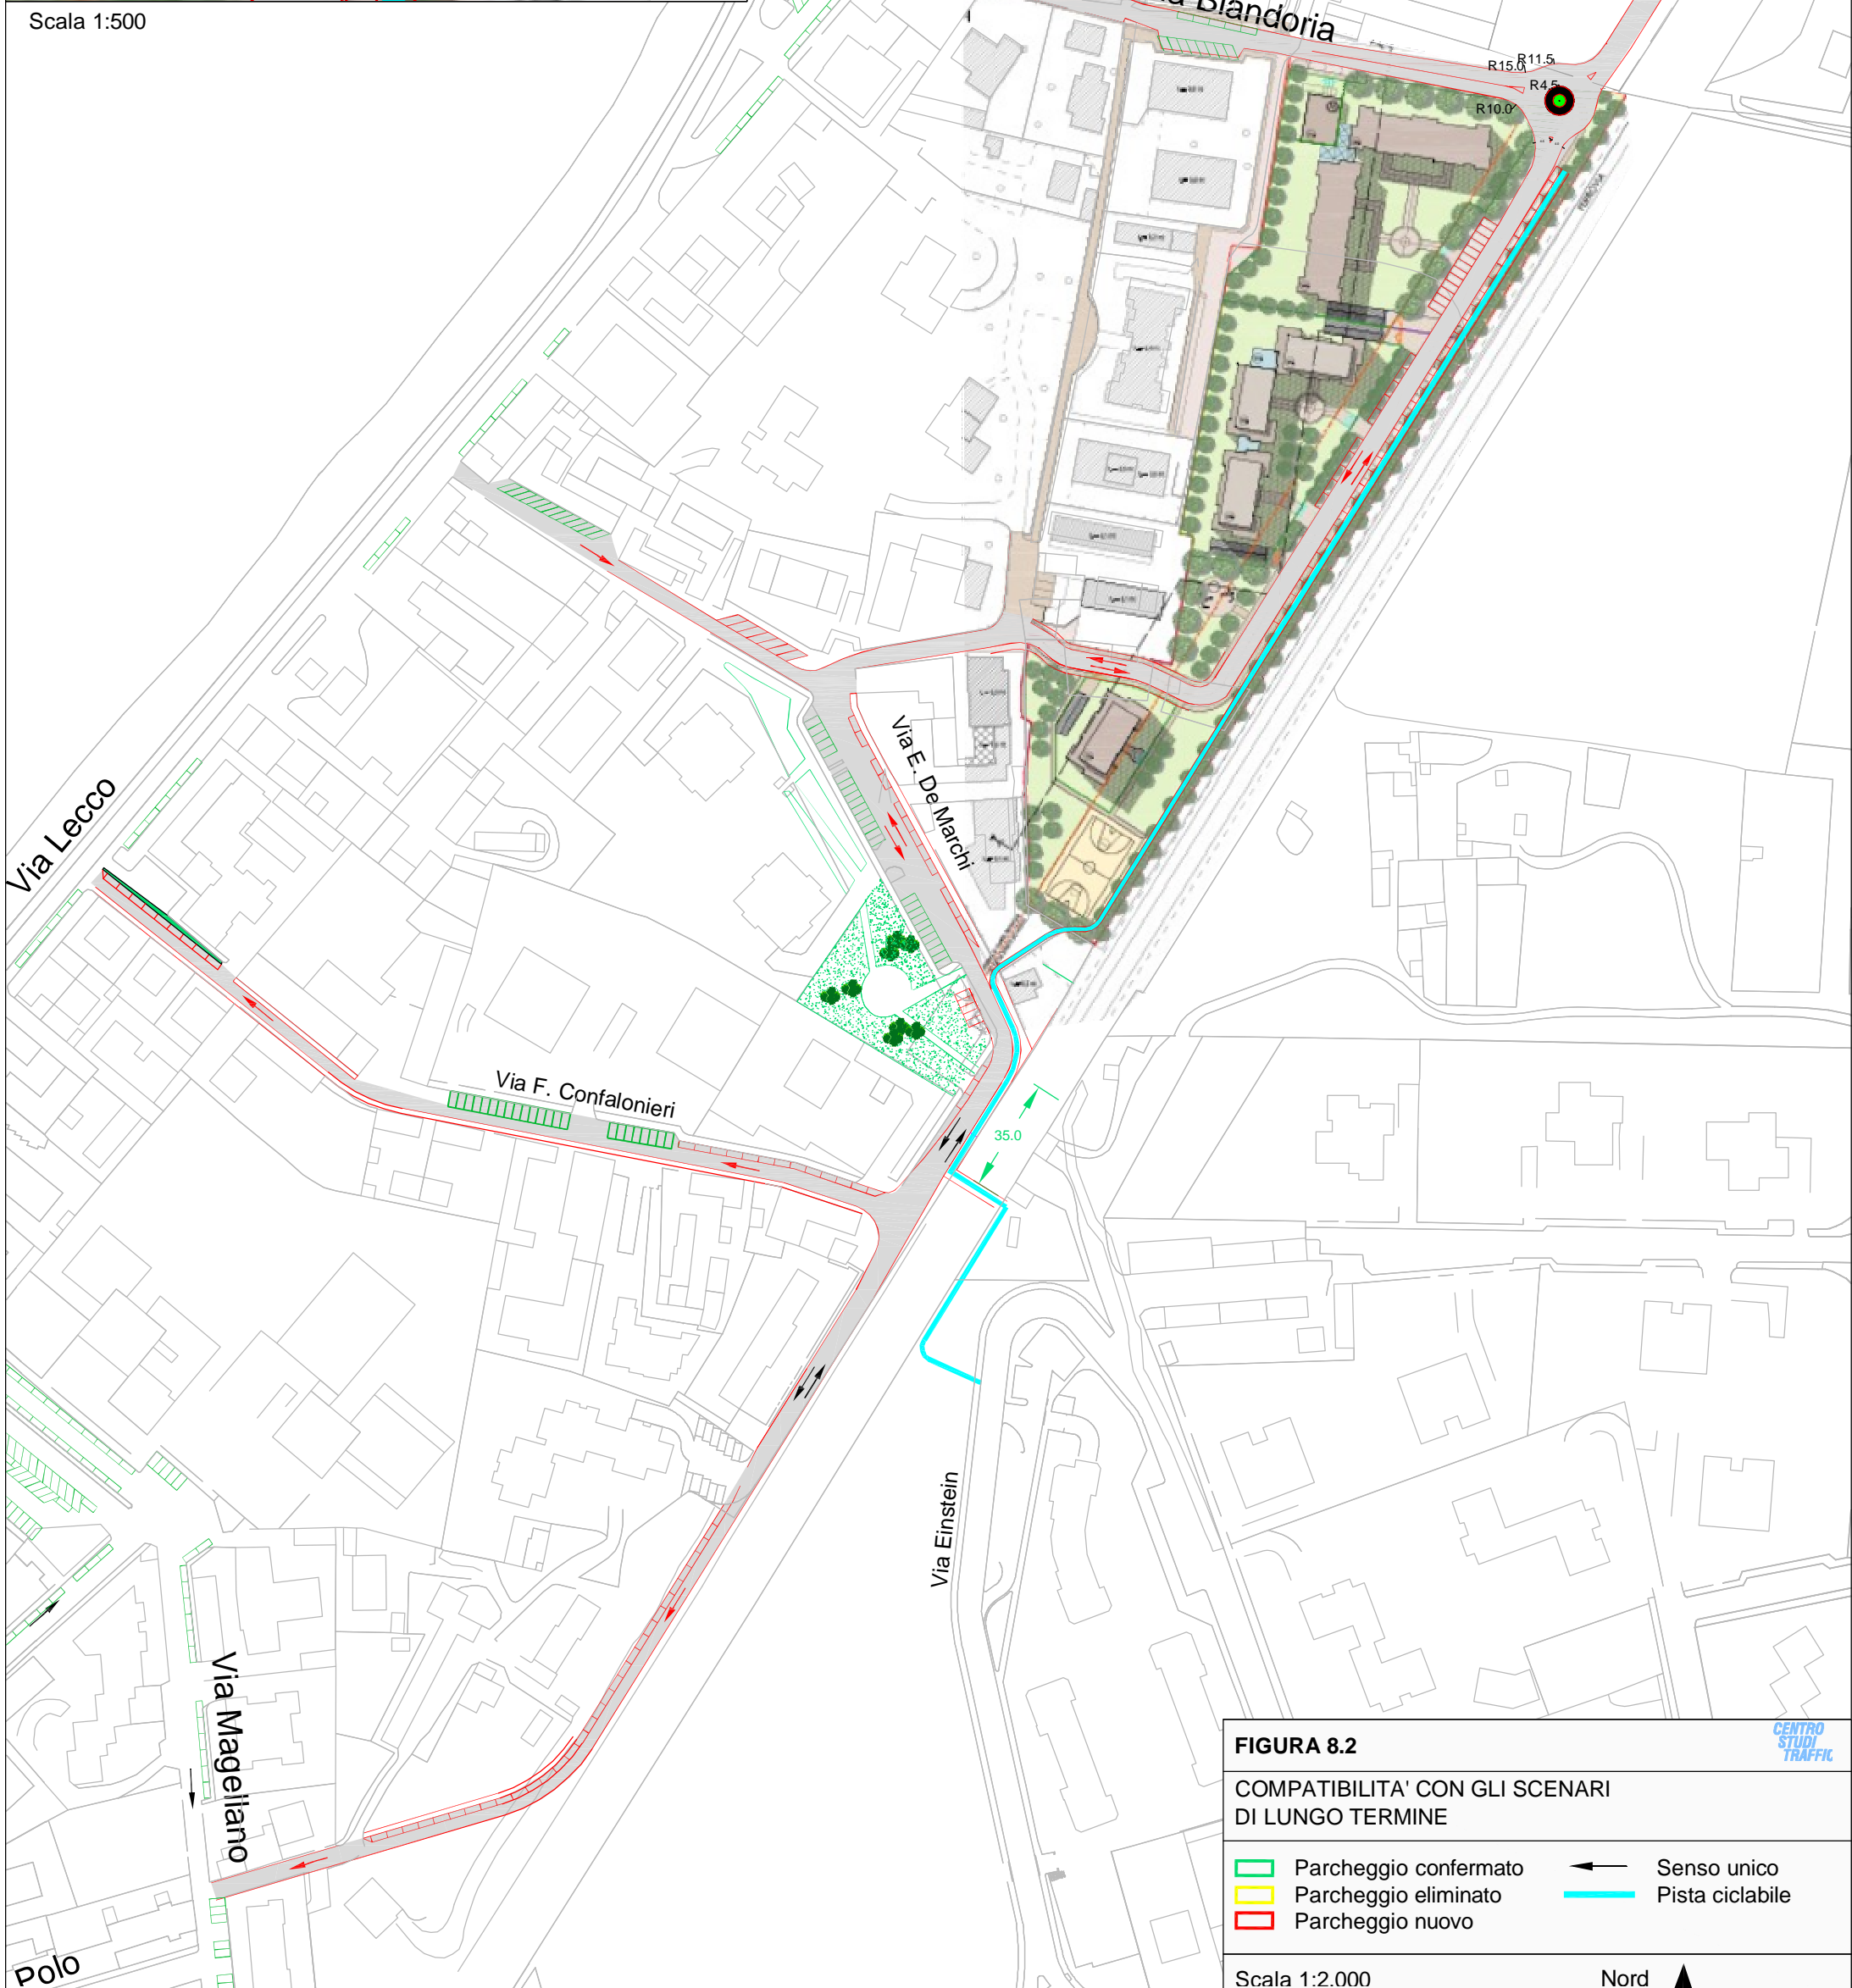 Scala 1:500
Biandoria
R15.0
R11.5
R4.5
R10.0
FERROVIA
Via E. De Marchi
Via Lecco
Via F. Confalonieri
35.0
Via Einstein
Via Magellano
Polo
FIGURA 8.2
CENTRO
STUDI
TRAFFIC
COMPATIBILITA' CON GLI SCENARI
DI LUNGO TERMINE
Parcheggio confermato
Senso unico
Parcheggio eliminato
Pista ciclabile
Parcheggio nuovo
Scala 1:2.000
Nord